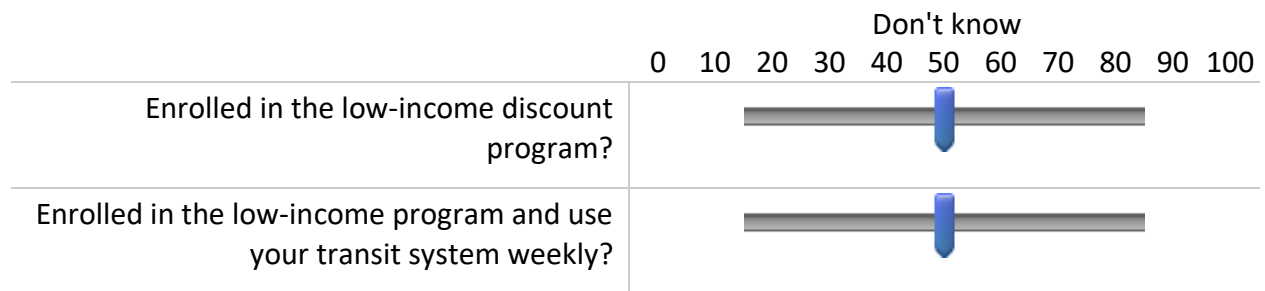 Don't know
0 10 20 30 40 50 60 70 80 90 100
Enrolled in the low-income discount
program?
Enrolled in the low-income program and use
your transit system weekly?